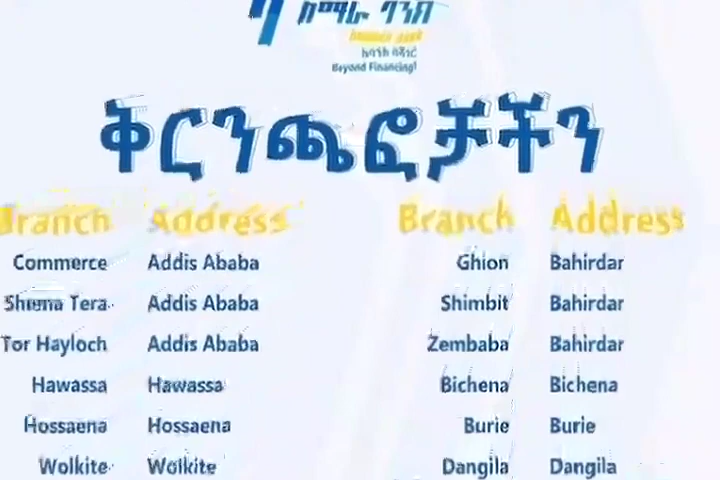 አማራ ባንክ
ከባንክ ባሻገር
Beyond Financing!
ቅርንጫፎቻችን
Branch Address Branch Address
Commerce Addis Ababa Ghion Bahirdar
Shema Tera Addis Ababa Shimbit Bahirdar
Tor Hayloch Addis Ababa Zembaba Bahirdar
Hawassa Hawassa Bichena Bichena
Hossaena Hossaena Burie Burie
Wolkite Wolkite Dangila Dangila